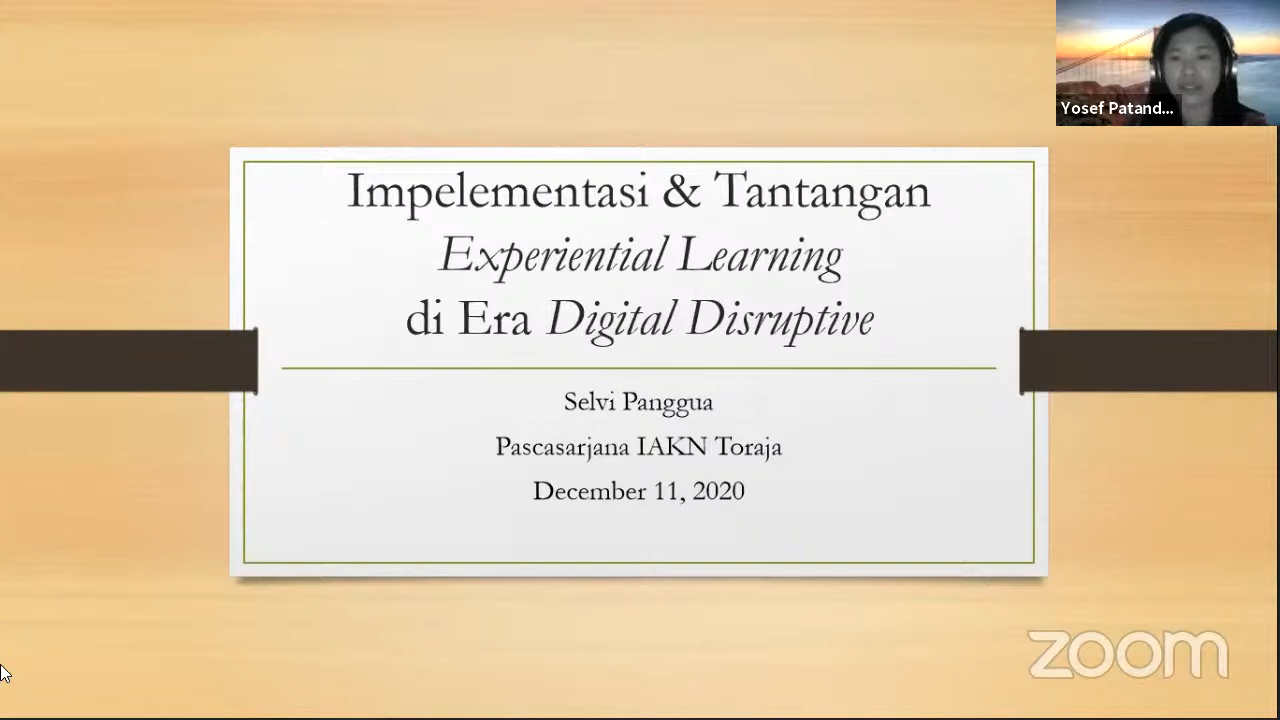 Yosef Patand...
Impelementasi & Tantangan
Experiential Learning
di Era Digital Disruptive
Selvi Panggua
Pascasarjana IAKN Toraja
December 11, 2020
zoom